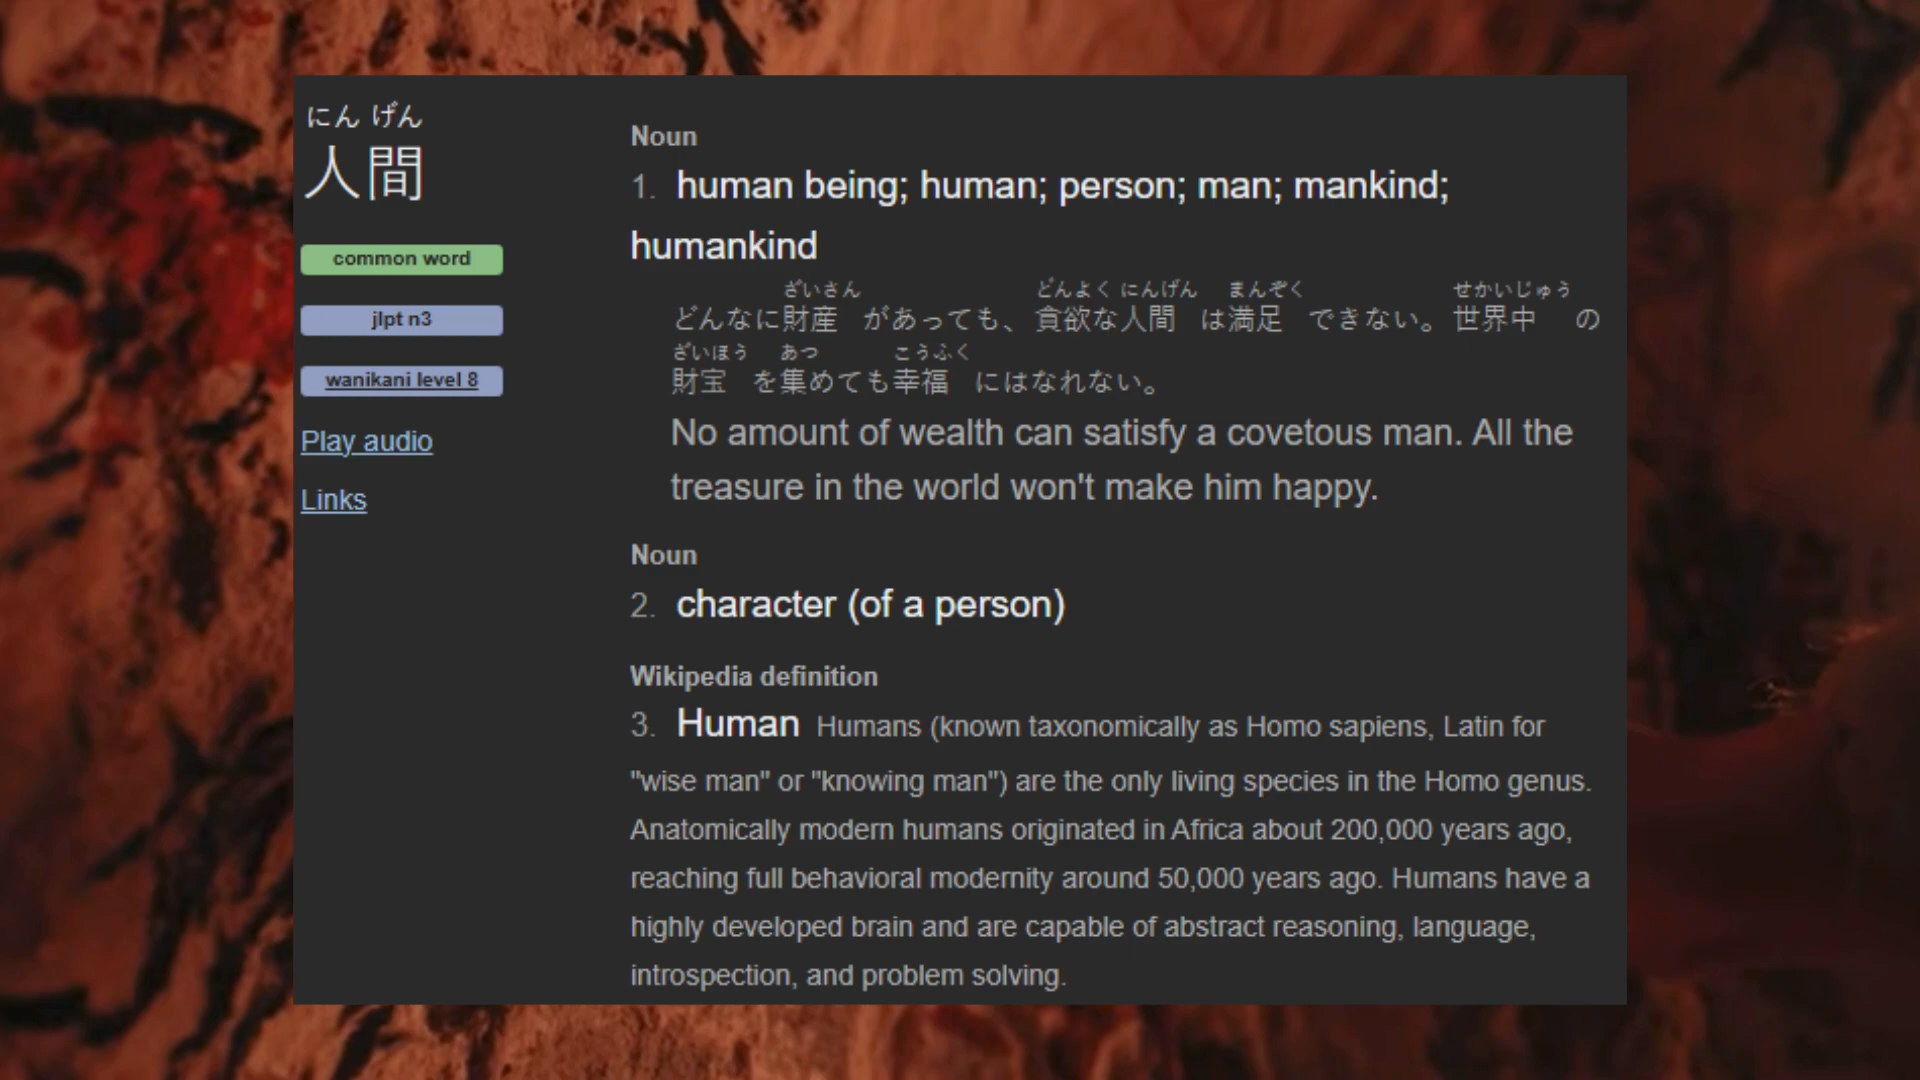 にん げん
人間
common word
jlpt n3
wanikani level 8
Play audio
Links
Noun
1. human being; human; person; man; mankind;
humankind
ざいさん どんよく にんげん まんぞく せかいじゅう
どんなに財産 があっても、 貪欲な人間 は満足 できない。 世界中 の
ざいほう あつ こうふく
財宝 を集めても幸福 にはなれない。
No amount of wealth can satisfy a covetous man. All the
treasure in the world won't make him happy.
Noun
2. character (of a person)
Wikipedia definition
3. Human Humans (known taxonomically as Homo sapiens, Latin for
"wise man" or "knowing man") are the only living species in the Homo genus.
Anatomically modern humans originated in Africa about 200,000 years ago,
reaching full behavioral modernity around 50,000 years ago. Humans have a
highly developed brain and are capable of abstract reasoning, language,
introspection, and problem solving.